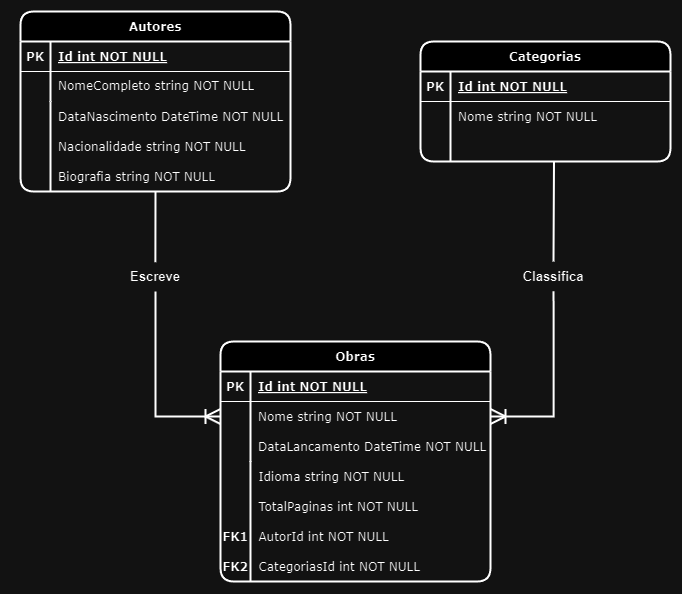 Autores
PK Id int NOT NULL
NomeCompleto string NOT NULL
DataNascimento DateTime NOT NULL
Nacionalidade string NOT NULL
Biografia string NOT NULL
Categorias
PK Id int NOT NULL
Nome string NOT NULL
Escreve
Classifica
Obras
PK Id int NOT NULL
Nome string NOT NULL
DataLancamento DateTime NOT NULL
Idioma string NOT NULL
TotalPaginas int NOT NULL
FK1 AutorId int NOT NULL
FK2 CategoriasId int NOT NULL